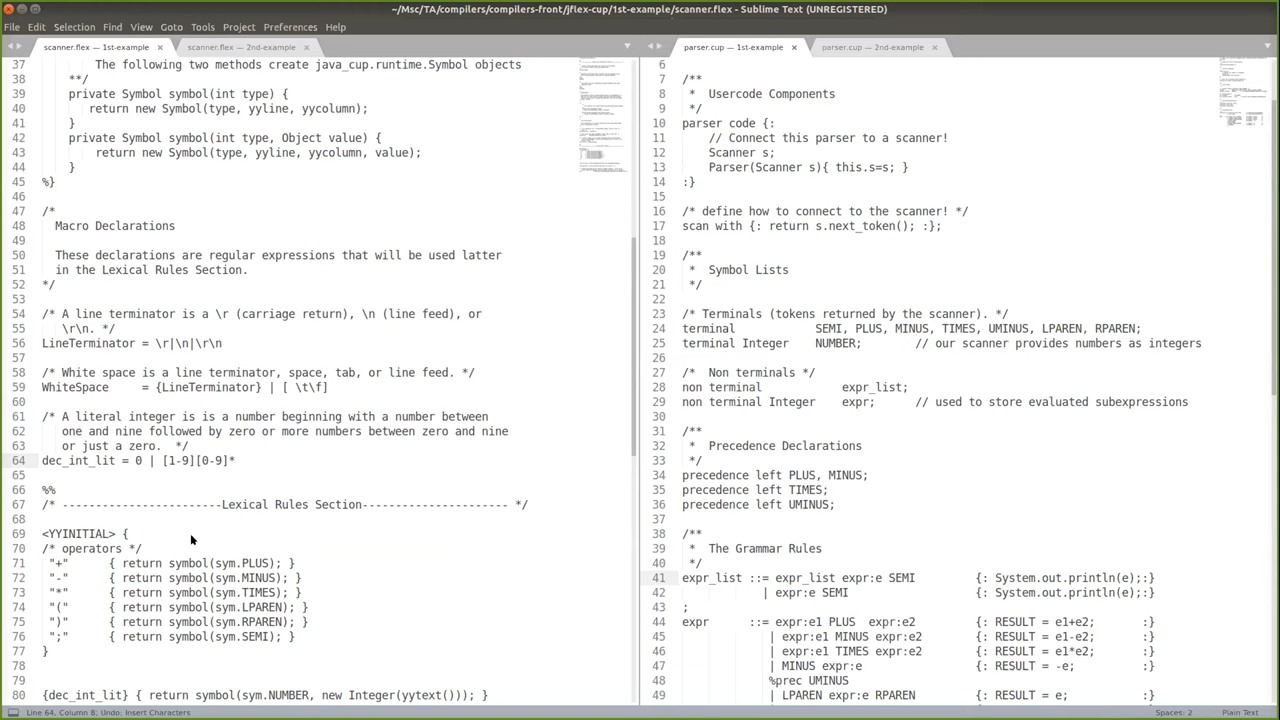 ~/Msc/TA/compilers/compilers-front/jflex-cup/1st-example/scanner.flex - Sublime Text (UNREGISTERED)
File Edit Selection Find View Goto Tools Project Preferences Help
scanner.flex — 1st-example × scanner.flex — 2nd-example ×
37 The following two methods create java_cup.runtime.Symbol objects
38 **/
39 private Symbol symbol(int type) {
40 return new Symbol(type, yyline, yycolumn);
41 }
42 private Symbol symbol(int type, Object value) {
43 return new Symbol(type, yyline, yycolumn, value);
44 }
45 %}
46
47 /*
48 Macro Declarations
49
50 These declarations are regular expressions that will be used latter
51 in the Lexical Rules Section.
52 */
53
54 /* A line terminator is a \r (carriage return), \n (line feed), or
55 \r\n. */
56 LineTerminator = \r|\n|\r\n
57
58 /* White space is a line terminator, space, tab, or line feed. */
59 WhiteSpace     = {LineTerminator} | [ \t\f]
60
61 /* A literal integer is is a number beginning with a number between
62 one and nine followed by zero or more numbers between zero and nine
63 or just a zero.  */
64 dec_int_lit = 0 | [1-9][0-9]*
65
66 %%
67 /* ------------------------Lexical Rules Section---------------------- */
68
69 <YYINITIAL> {
70 /* operators */
71 "+" { return symbol(sym.PLUS); }
72 "-" { return symbol(sym.MINUS); }
73 "*" { return symbol(sym.TIMES); }
74 "(" { return symbol(sym.LPAREN); }
75 ")" { return symbol(sym.RPAREN); }
76 ";" { return symbol(sym.SEMI); }
77 }
78
79
80 {dec_int_lit} { return symbol(sym.NUMBER, new Integer(yytext())); }
parser.cup — 1st-example × parser.cup — 2nd-example ×
6
7 /**
8 *  Usercode Components
9 */
10 parser code {:
11 // Connect this parser to a scanner!
12 Scanner s;
13 Parser(Scanner s){ this.s=s; }
14 :}
15
16 /* define how to connect to the scanner! */
17 scan with {: return s.next_token(); :};
18
19 /**
20 *  Symbol Lists
21 */
22
23 /* Terminals (tokens returned by the scanner). */
24 terminal SEMI, PLUS, MINUS, TIMES, UMINUS, LPAREN, RPAREN;
25 terminal Integer NUMBER; // our scanner provides numbers as integers
26
27 /*  Non terminals */
28 non terminal expr_list;
29 non terminal Integer expr; // used to store evaluated subexpressions
30
31 /**
32 *  Precedence Declarations
33 */
34 precedence left PLUS, MINUS;
35 precedence left TIMES;
36 precedence left UMINUS;
37
38 /**
39 *  The Grammar Rules
40 */
41 expr_list ::= expr_list expr:e SEMI {: System.out.println(e);:}
42 | expr:e SEMI {: System.out.println(e);:}
43 ;
44 expr ::= expr:e1 PLUS  expr:e2 {: RESULT = e1+e2; :}
45 | expr:e1 MINUS expr:e2 {: RESULT = e1-e2; :}
46 | expr:e1 TIMES expr:e2 {: RESULT = e1*e2; :}
47 | MINUS expr:e {: RESULT = -e; :}
48 %prec UMINUS
49 | LPAREN expr:e RPAREN {: RESULT = e; :}
Line 64, Column 8; Undo: Insert Characters Spaces: 2 Plain Text